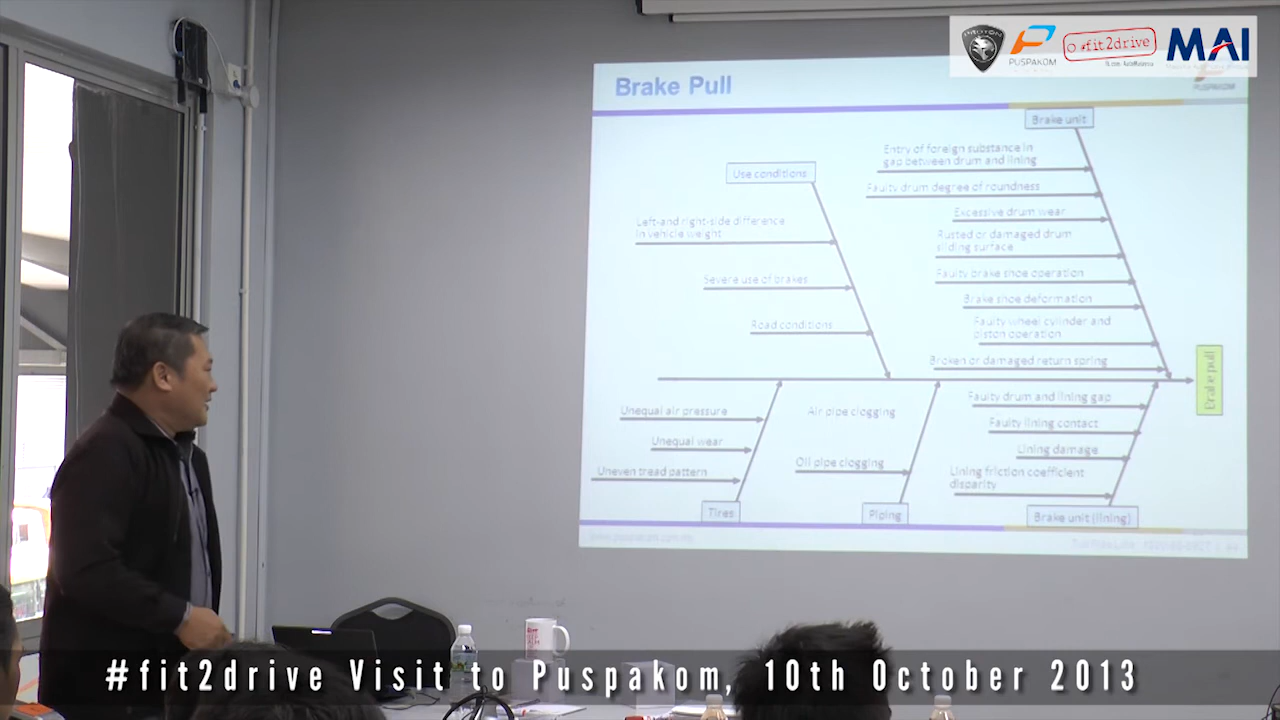 PROTON
PUSPAKOM
#fit2drive
MAI
PUSPAKOM
Brake Pull
Brake unit
Entry of foreign substance in
gap between drum and lining
Use conditions
Faulty drum degree of roundness
Excessive drum wear
Left-and right-side difference
in vehicle weight
Rusted or damaged drum
sliding surface
Severe use of brakes
Faulty brake shoe operation
Brake shoe deformation
Road conditions
Faulty wheel cylinder and
piston operation
Broken or damaged return spring
Brake pull
Unequal air pressure
Air pipe clogging
Faulty drum and lining gap
Faulty lining contact
Unequal wear
Lining damage
Uneven tread pattern
Oil pipe clogging
Lining friction coefficient
disparity
Tires
Piping
Brake unit (lining)
#fit2drive Visit to Puspakom, 10th October 2013